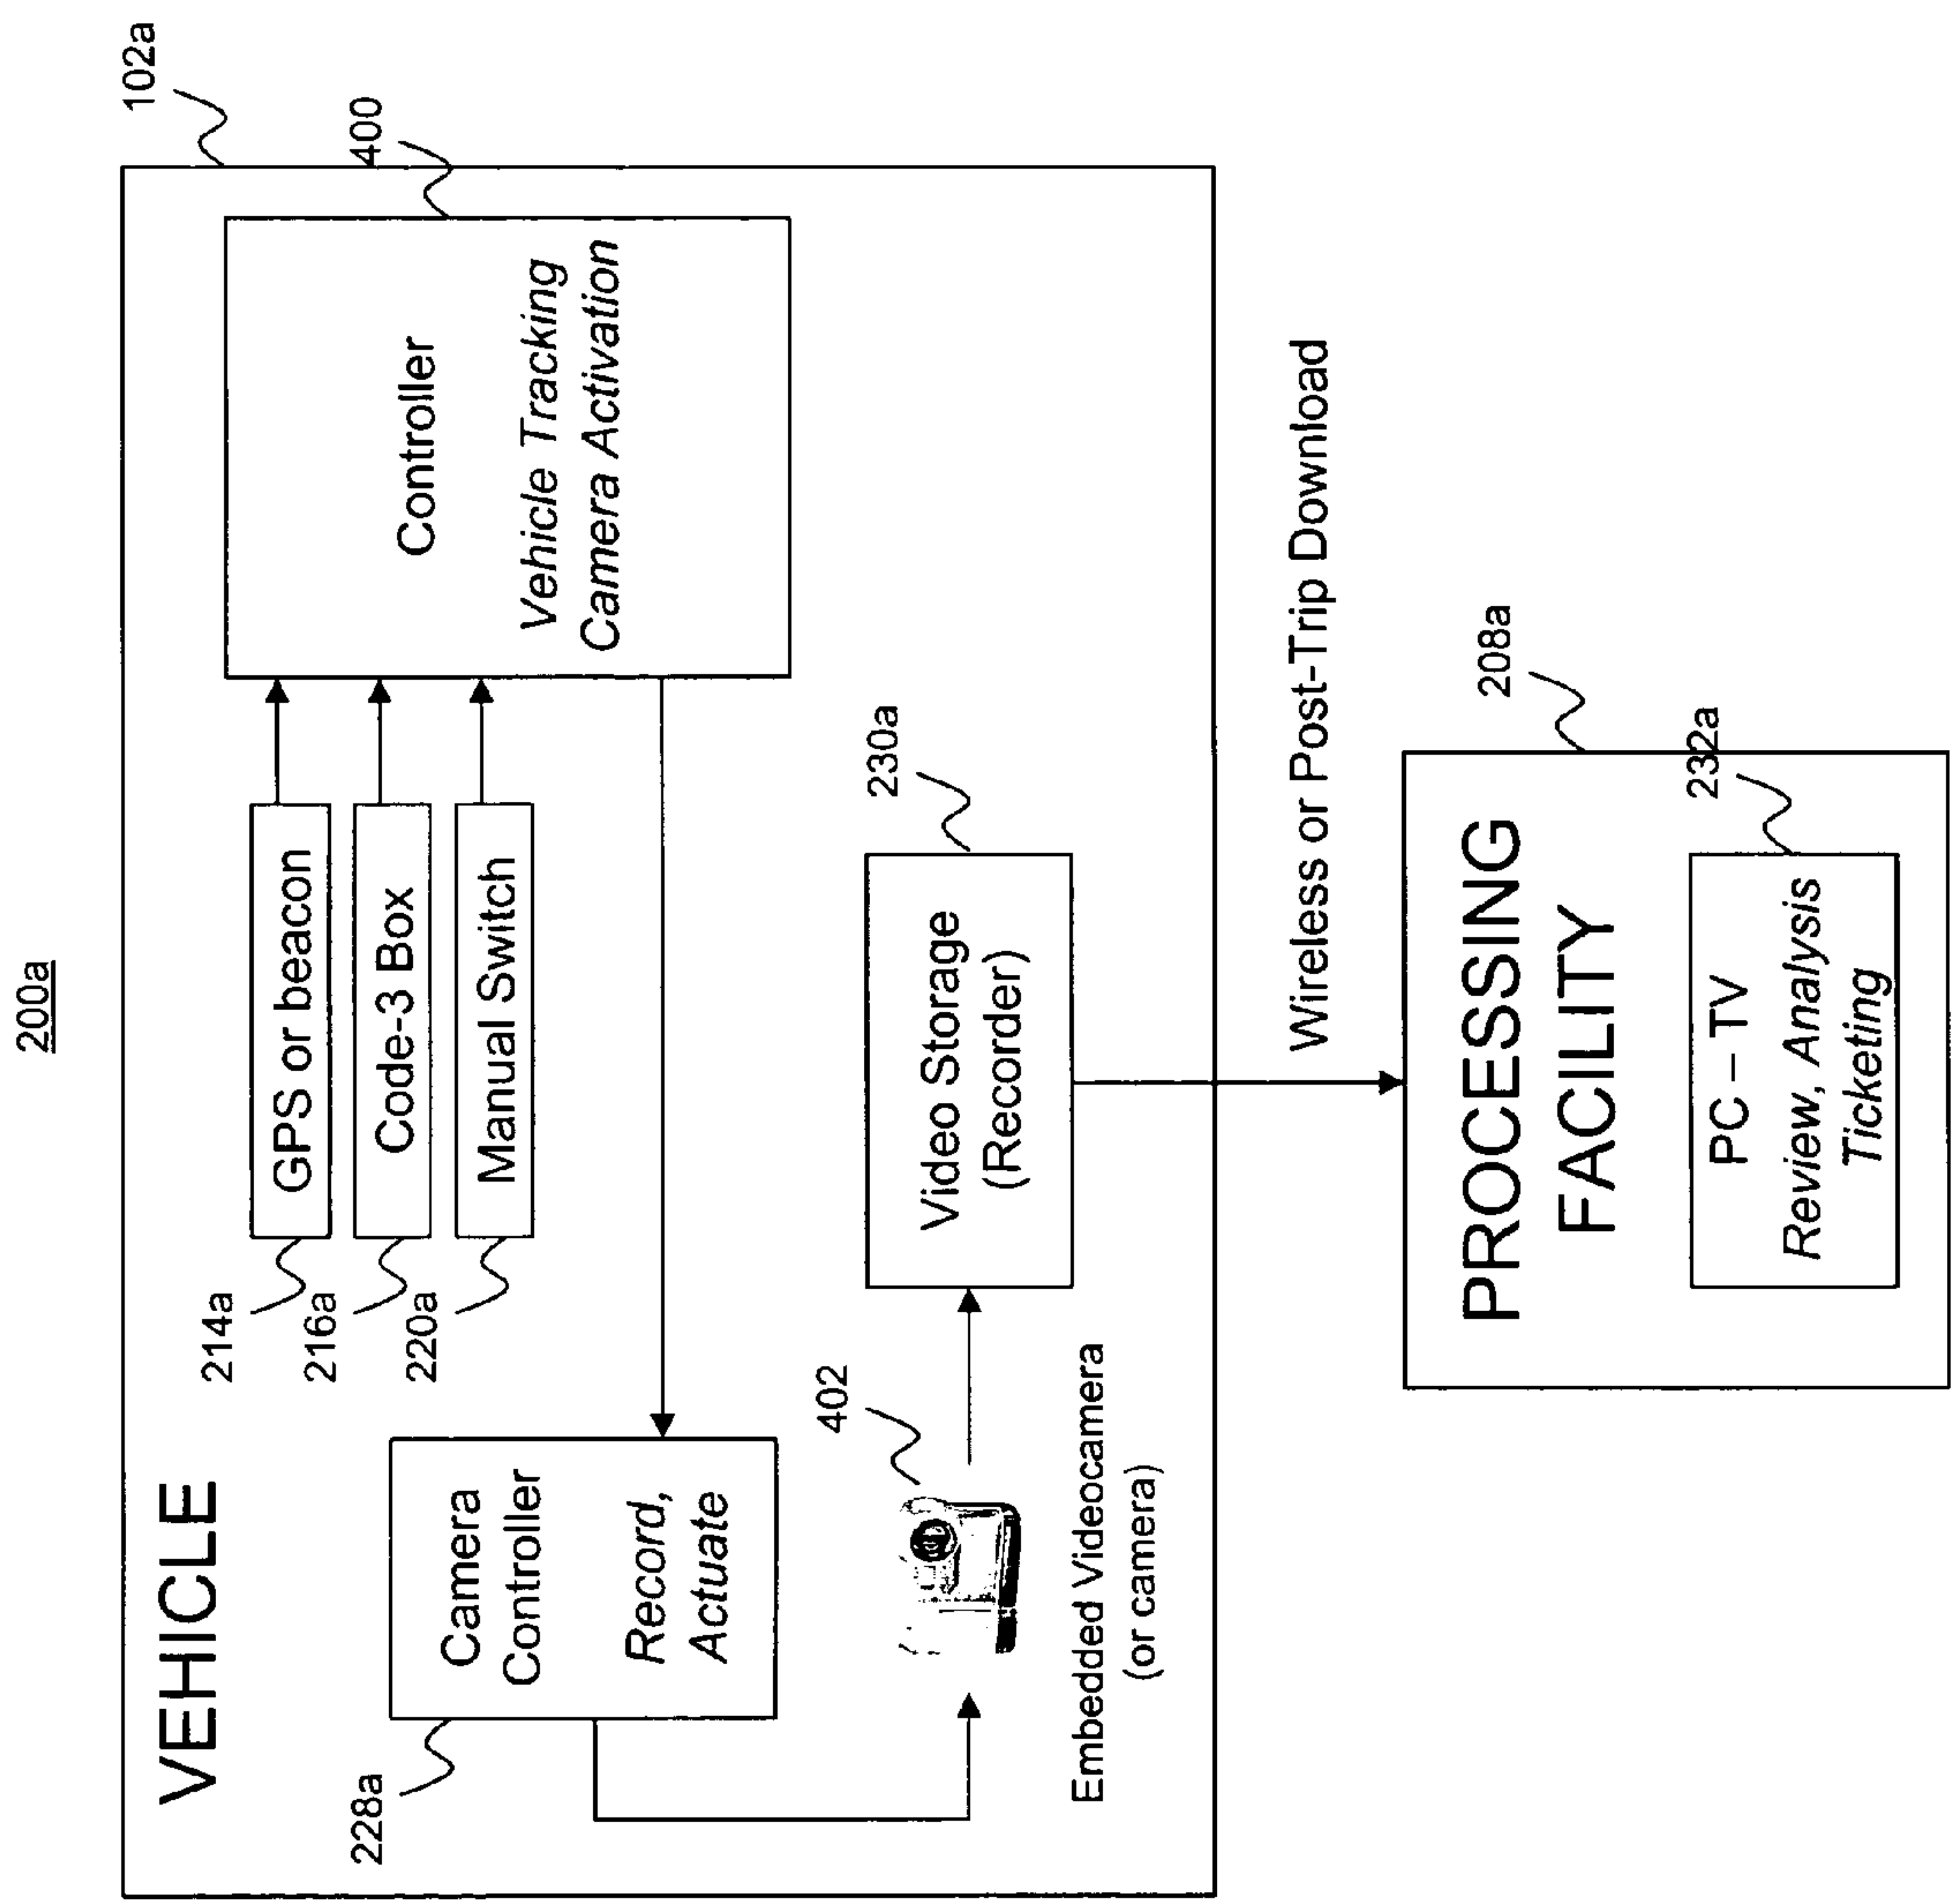 200a
VEHICLE
102a
214a
GPS or beacon
216a
Code-3 Box
220a
Manual Switch
400
Controller
Vehicle Tracking
Camera Activation
228a
Camera
Controller
Record,
Actuate
402
Embedded Videocamera
(or camera)
230a
Video Storage
(Recorder)
Wireless or Post-Trip Download
208a
PROCESSING
FACILITY
232a
PC – TV
Review, Analysis
Ticketing